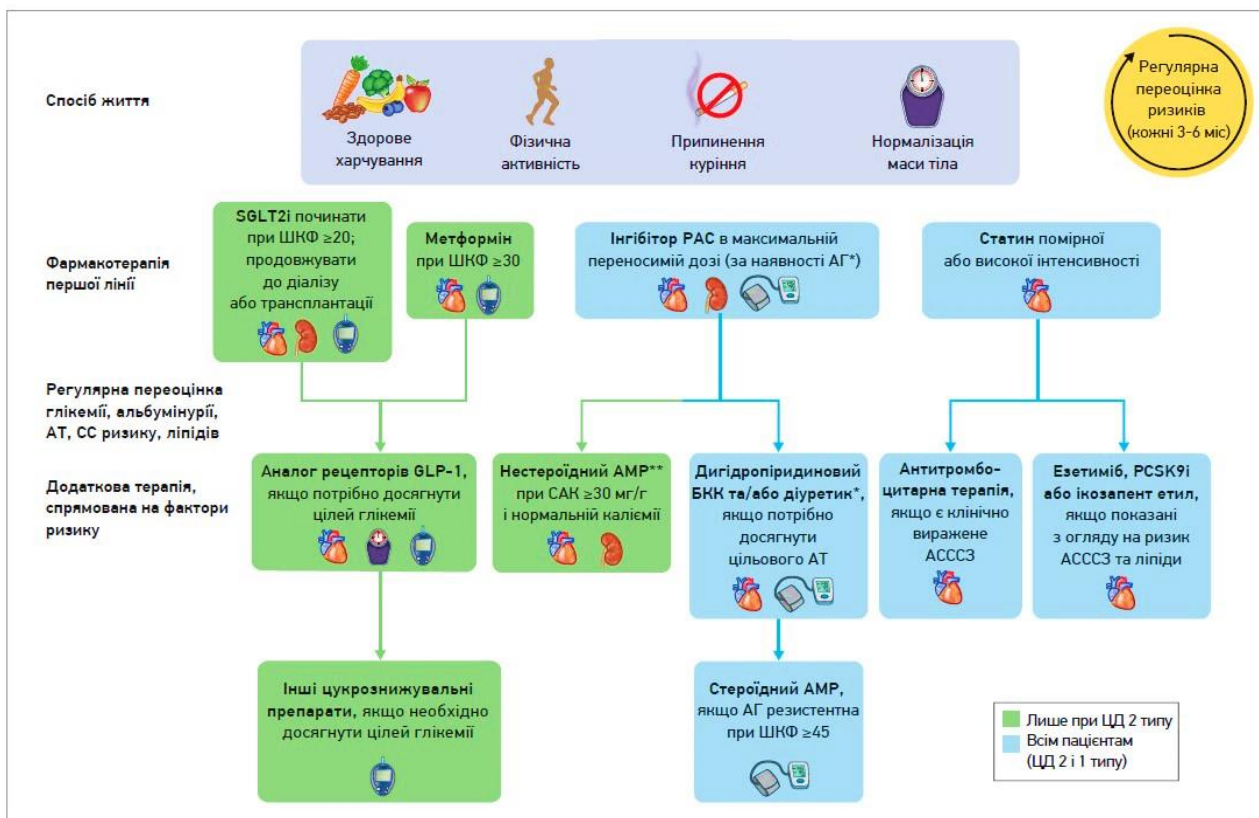 Спосіб життя
Здорове
харчування
Фізична
активність
Припинення
куріння
Нормалізація
маси тіла
Регулярна
переоцінка
ризиків
(кожні 3-6 міс)
Фармакотерапія
першої лінії
SGLT2i починати
при ШКФ ≥20;
продовжувати
до діалізу
або трансплантації
Метформін
при ШКФ ≥30
Інгібітор РАС в максимальній
переносимій дозі (за наявності АГ*)
Статин помірної
або високої інтенсивності
Регулярна переоцінка
глікемії, альбумінурії,
АТ, СС ризику, ліпідів
Додаткова терапія,
спрямована на фактори
ризику
Аналог рецепторів GLP-1,
якщо потрібно досягнути
цілей глікемії
Нестероїдний АМР**
при САК ≥30 мг/г
і нормальній каліємії
Дигідропіридиновий
БКК та/або діуретик*,
якщо потрібно
досягнути
цільового АТ
Антитромбо-
цитарна терапія,
якщо є клінічно
виражене
АСССЗ
Езетиміб, PCSK9i
або ікозапент етил,
якщо показані
з огляду на ризик
АСССЗ та ліпіди
Інші цукрознижувальні
препарати, якщо необхідно
досягнути цілей глікемії
Стероїдний АМР,
якщо АГ резистентна
при ШКФ ≥45
Лише при ЦД 2 типу
Всім пацієнтам
(ЦД 2 і 1 типу)